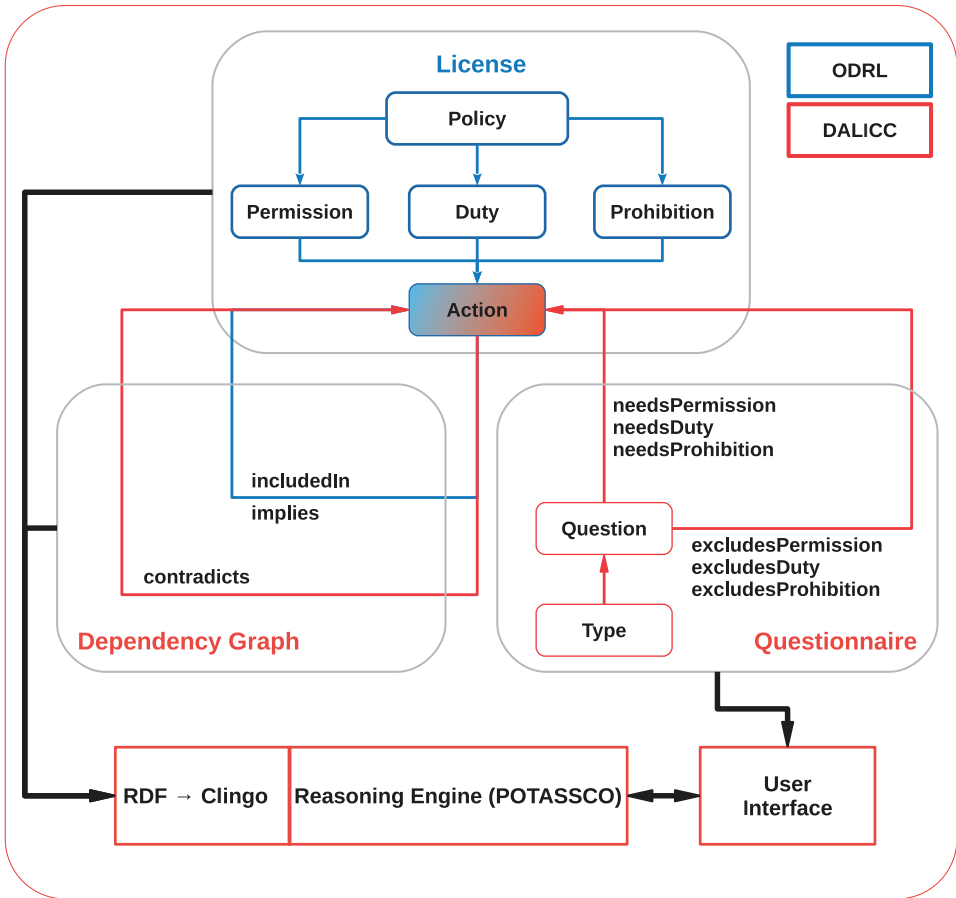 License
ODRL
DALICC
Policy
Permission
Duty
Prohibition
Action
needsPermission
needsDuty
needsProhibition
includedIn
implies
Question
excludesPermission
excludesDuty
excludesProhibition
contradicts
Type
Dependency Graph
Questionnaire
RDF → Clingo
Reasoning Engine (POTASSCO)
User
Interface